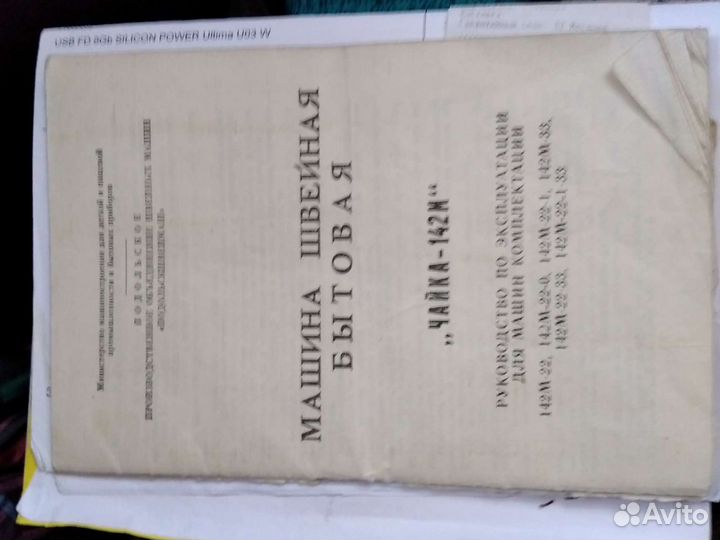 USB FD 8Gb SILICON POWER Ultima U03 W
Министерство машиностроения для легкой и пищевой
промышленности и бытовых приборов
ПОДОЛЬСКОЕ
ПРОИЗВОДСТВЕННОЕ ОБЪЕДИНЕНИЕ ШВЕЙНЫХ МАШИН
«ПОДОЛЬСКШВЕЙМАШ»
МАШИНА ШВЕЙНАЯ
БЫТОВАЯ
„ЧАЙКА-142М“
РУКОВОДСТВО ПО ЭКСПЛУАТАЦИИ
ДЛЯ МАШИН КОМПЛЕКТАЦИИ
142М-22, 142М-22-0, 142М-22-1, 142М-33,
142М-22-33, 142М-22-1-33
Avito